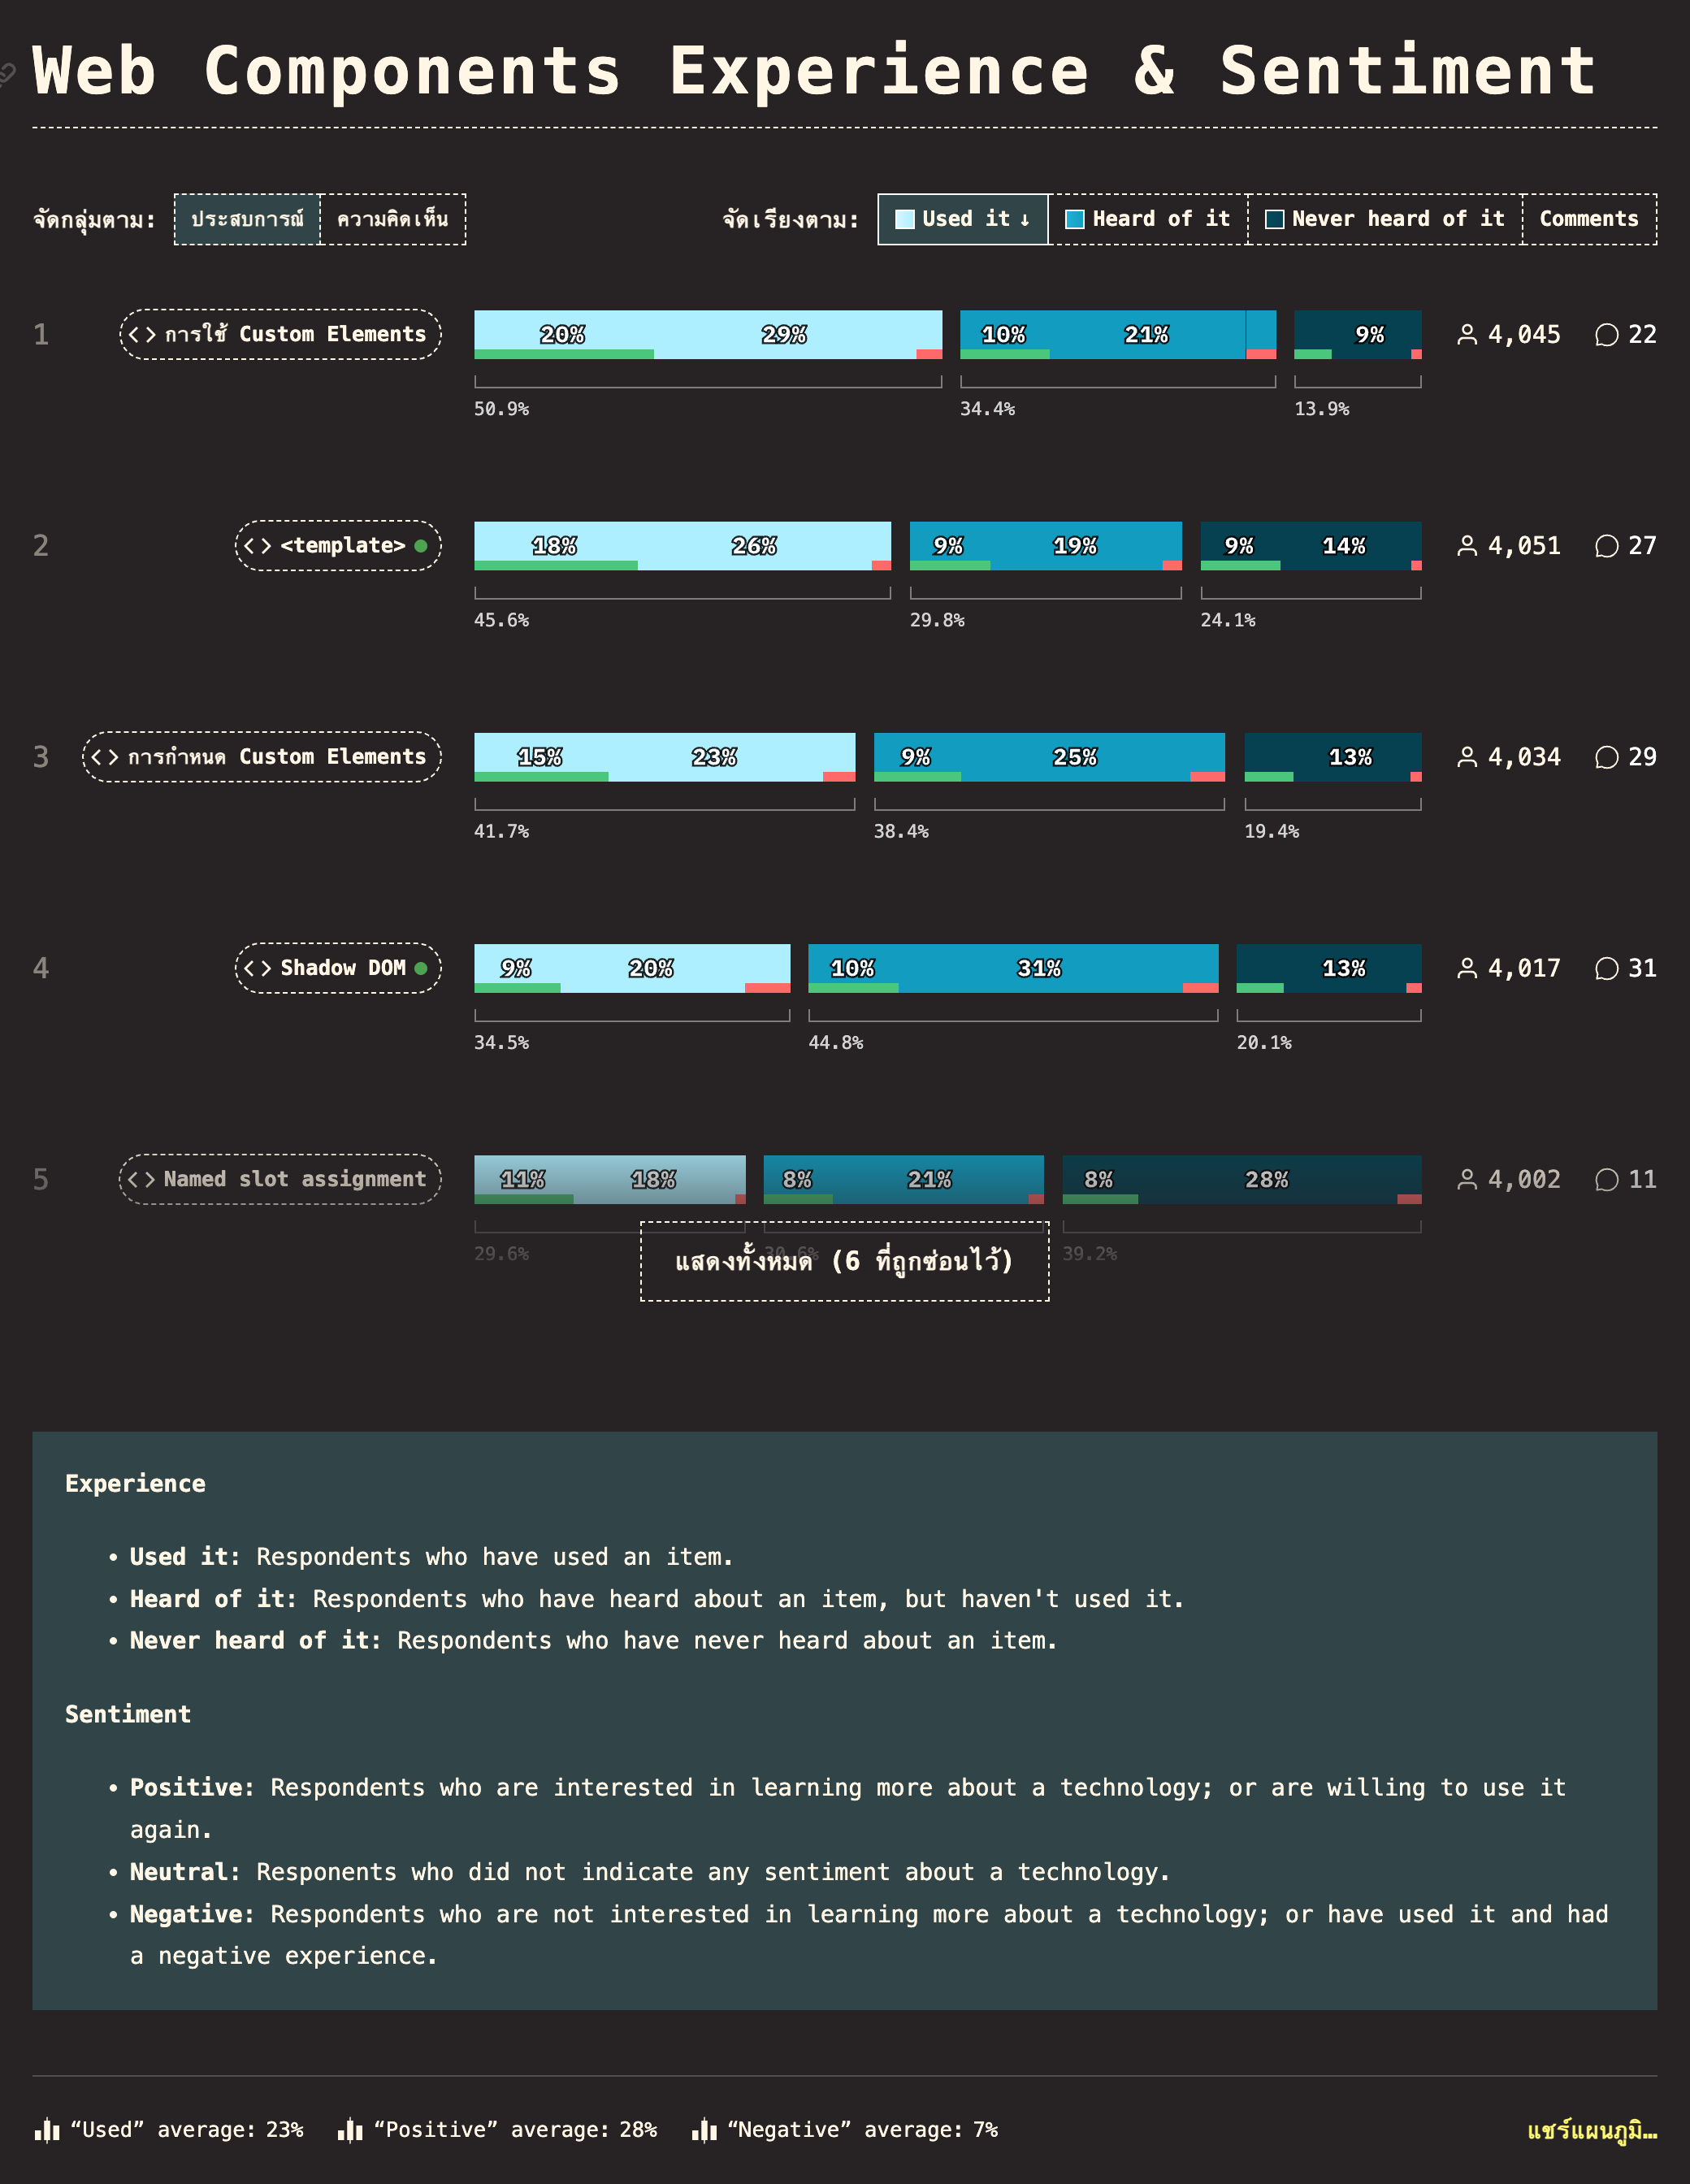 Web Components Experience & Sentiment
จัดกลุ่มตาม: ประสบการณ์ ความคิดเห็น จัดเรียงตาม: Used it ↓ Heard of it Never heard of it Comments
1 <> การใช้ Custom Elements 20% 29% 10% 21% 9% 4,045 22
50.9% 34.4% 13.9%
2 <> <template> 18% 26% 9% 19% 9% 14% 4,051 27
45.6% 29.8% 24.1%
3 <> การกำหนด Custom Elements 15% 23% 9% 25% 13% 4,034 29
41.7% 38.4% 19.4%
4 <> Shadow DOM 9% 20% 10% 31% 13% 4,017 31
34.5% 44.8% 20.1%
5 <> Named slot assignment 11% 18% 8% 21% 8% 28% 4,002 11
29.6% 30.6% 39.2%
แสดงทั้งหมด (6 ที่ถูกซ่อนไว้)
Experience
• Used it: Respondents who have used an item.
• Heard of it: Respondents who have heard about an item, but haven't used it.
• Never heard of it: Respondents who have never heard about an item.
Sentiment
• Positive: Respondents who are interested in learning more about a technology; or are willing to use it
again.
• Neutral: Responents who did not indicate any sentiment about a technology.
• Negative: Respondents who are not interested in learning more about a technology; or have used it and had
a negative experience.
“Used” average: 23% “Positive” average: 28% “Negative” average: 7% แชร์แผนภูมิ…